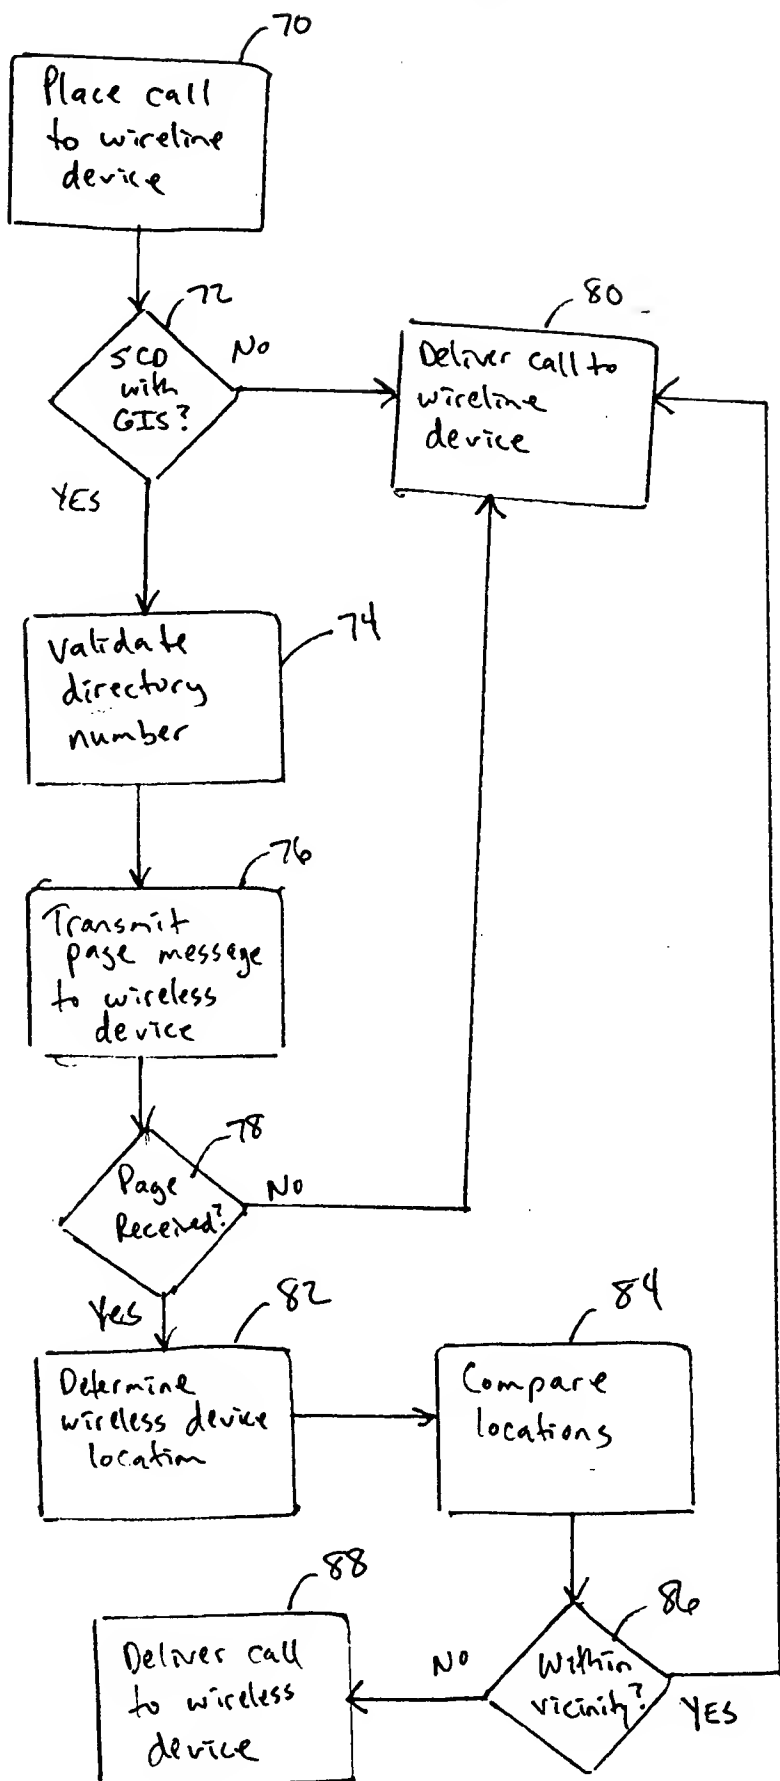 70
Place call
to wireline
device
72
SCD
with
GIS?
NO
YES
80
Deliver call to
wireline
device
74
Validate
directory
number
76
Transmit
page message
to wireless
device
78
Page
Received?
NO
Yes
82
Determine
wireless device
location
84
Compare
locations
86
Within
vicinity?
NO
YES
88
Deliver call
to wireless
device